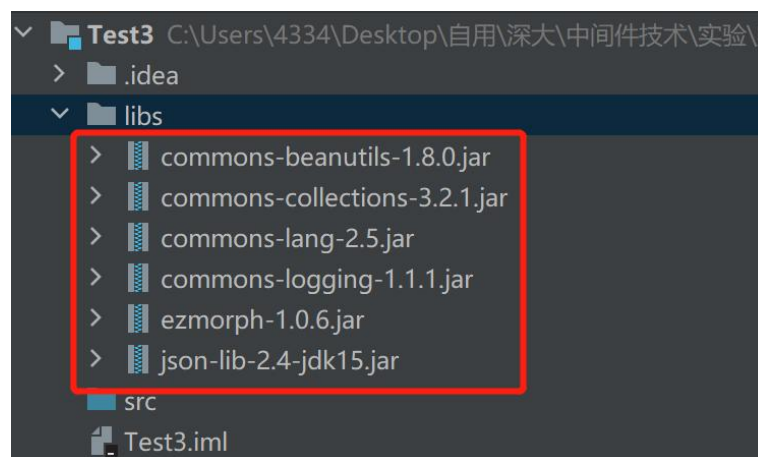 Test3 C:\Users\4334\Desktop\自用\深大\中间件技术\实验\
.idea
libs
commons-beanutils-1.8.0.jar
commons-collections-3.2.1.jar
commons-lang-2.5.jar
commons-logging-1.1.1.jar
ezmorph-1.0.6.jar
json-lib-2.4-jdk15.jar
src
Test3.iml